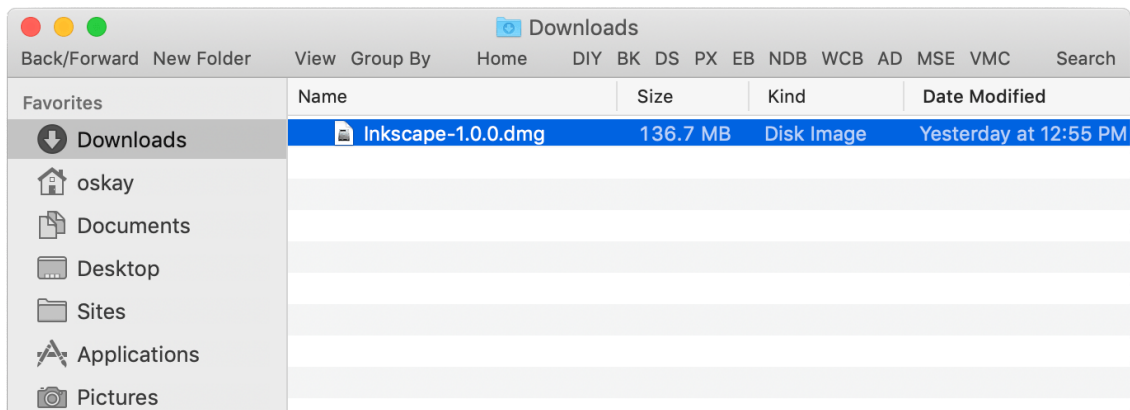 Downloads
Back/Forward New Folder View Group By Home DIY BK DS PX EB NDB WCB AD MSE VMC Search
Favorites
Downloads
oskay
Documents
Desktop
Sites
Applications
Pictures
Name Size Kind Date Modified
Inkscape-1.0.0.dmg 136.7 MB Disk Image Yesterday at 12:55 PM